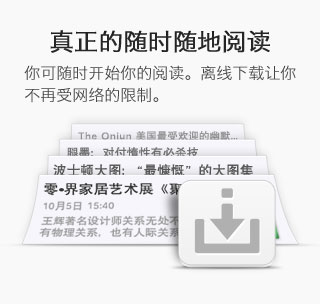 真正的随时随地阅读
你可随时开始你的阅读。离线下载让你
不再受网络的限制。
The Oniun 美国最受欢迎的幽默...
眼墨：对付惰性有必杀技
波士顿大图：“最慷慨”的大图集
零•界家居艺术展《聚
10月5日 15:40
王辉著名设计师关系无处不
有物理关系，也有人际关系